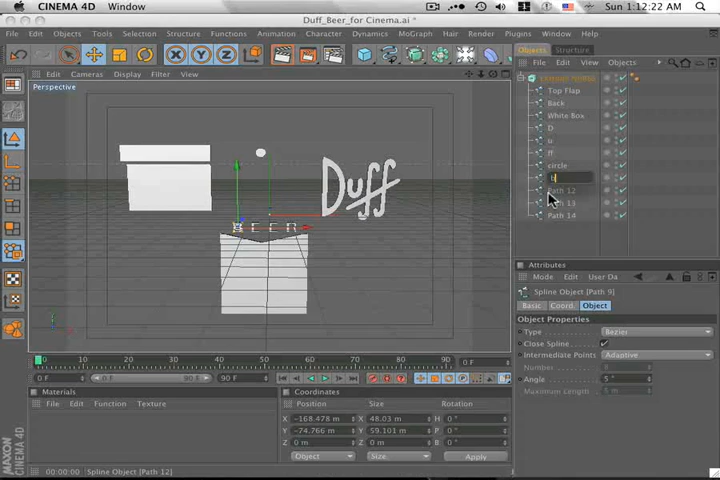 CINEMA 4D
Sun 1:12:22 AM
Duff_Beer_for Cinema.ai *
File Edit Objects Tools Selection Structure Functions Animation Character Dynamics MoGraph Hair Render Plugins Window Help
X Y Z
Edit Cameras Display Filter View
Perspective
Duff
BEER
Objects Structure
File Edit View Objects
Top Flap
Back
White Box
D
u
ff
circle
b
Path 12
Path 13
Path 14
Attributes
Mode Edit User Da
Spline Object [Path 9]
Basic Coord. Object
Object Properties
Type Bezier
Close Spline
Intermediate Points Adaptive
Number 8
Angle 5 °
Maximum Length 5 m
0 10 20 30 40 50 60 70 80 90 0 F
0 F 0 F 90 F 90 F
Materials
File Edit Function Texture
Coordinates
Position Size Rotation
X -168.478 m X 48.03 m H 0 °
Y -74.766 m Y 59.101 m P 0 °
Z 0 m Z 0 m B 0 °
Object Size Apply
MAXON CINEMA 4D
00:00:00 Spline Object [Path 12]